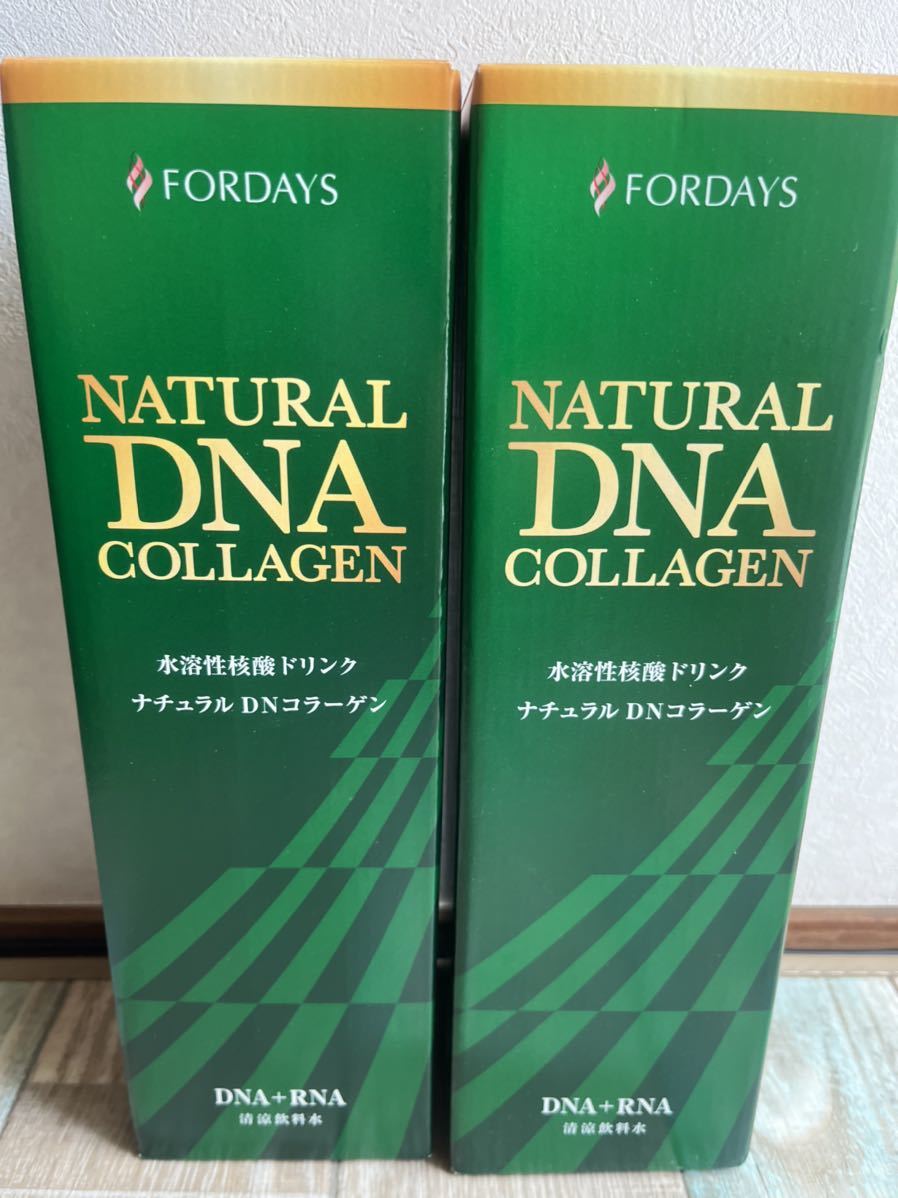 FORDAYS
NATURAL
DNA
COLLAGEN
水溶性核酸ドリンク
ナチュラル DNコラーゲン
DNA+RNA
清涼飲料水
FORDAYS
NATURAL
DNA
COLLAGEN
水溶性核酸ドリンク
ナチュラル DNコラーゲン
DNA+RNA
清涼飲料水